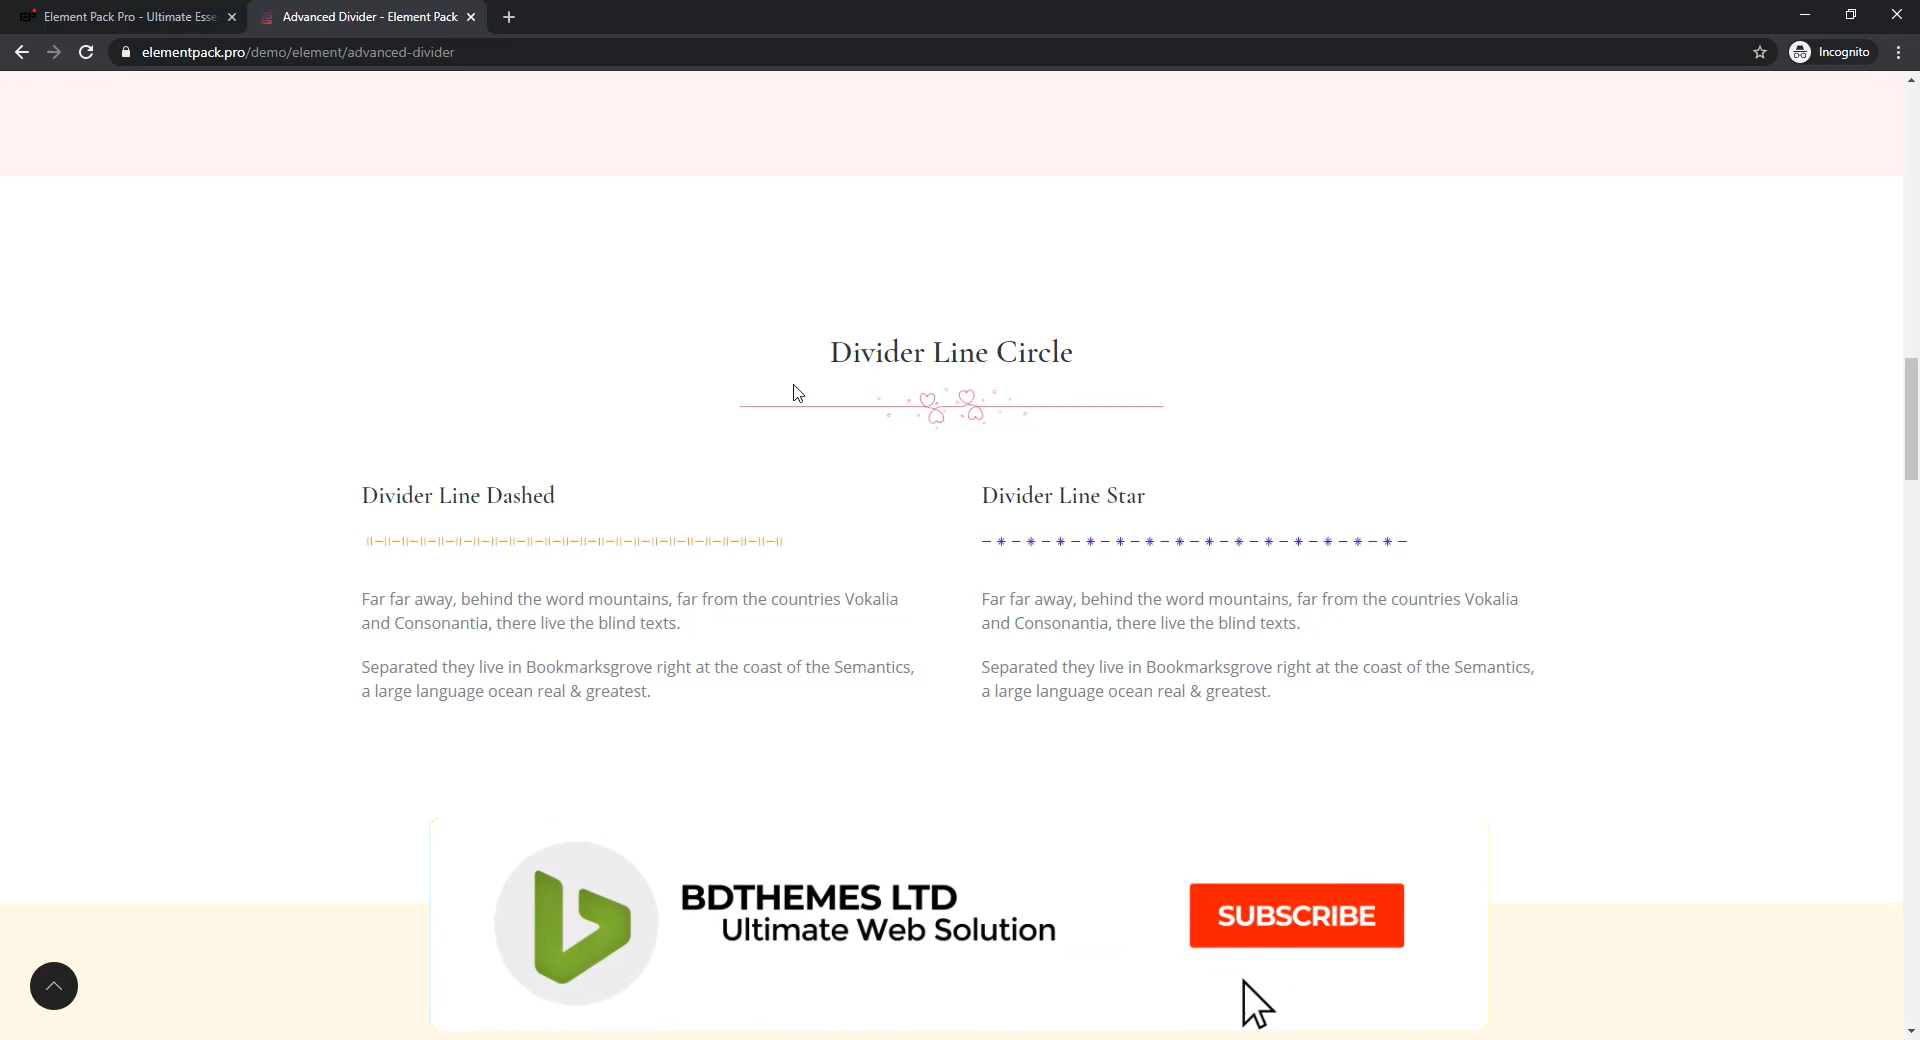 Element Pack Pro - Ultimate Esse
Advanced Divider - Element Pack
elementpack.pro/demo/element/advanced-divider
Incognito
Divider Line Circle
Divider Line Dashed
Far far away, behind the word mountains, far from the countries Vokalia
and Consonantia, there live the blind texts.
Separated they live in Bookmarksgrove right at the coast of the Semantics,
a large language ocean real & greatest.
Divider Line Star
Far far away, behind the word mountains, far from the countries Vokalia
and Consonantia, there live the blind texts.
Separated they live in Bookmarksgrove right at the coast of the Semantics,
a large language ocean real & greatest.
BDTHEMES LTD
Ultimate Web Solution
SUBSCRIBE